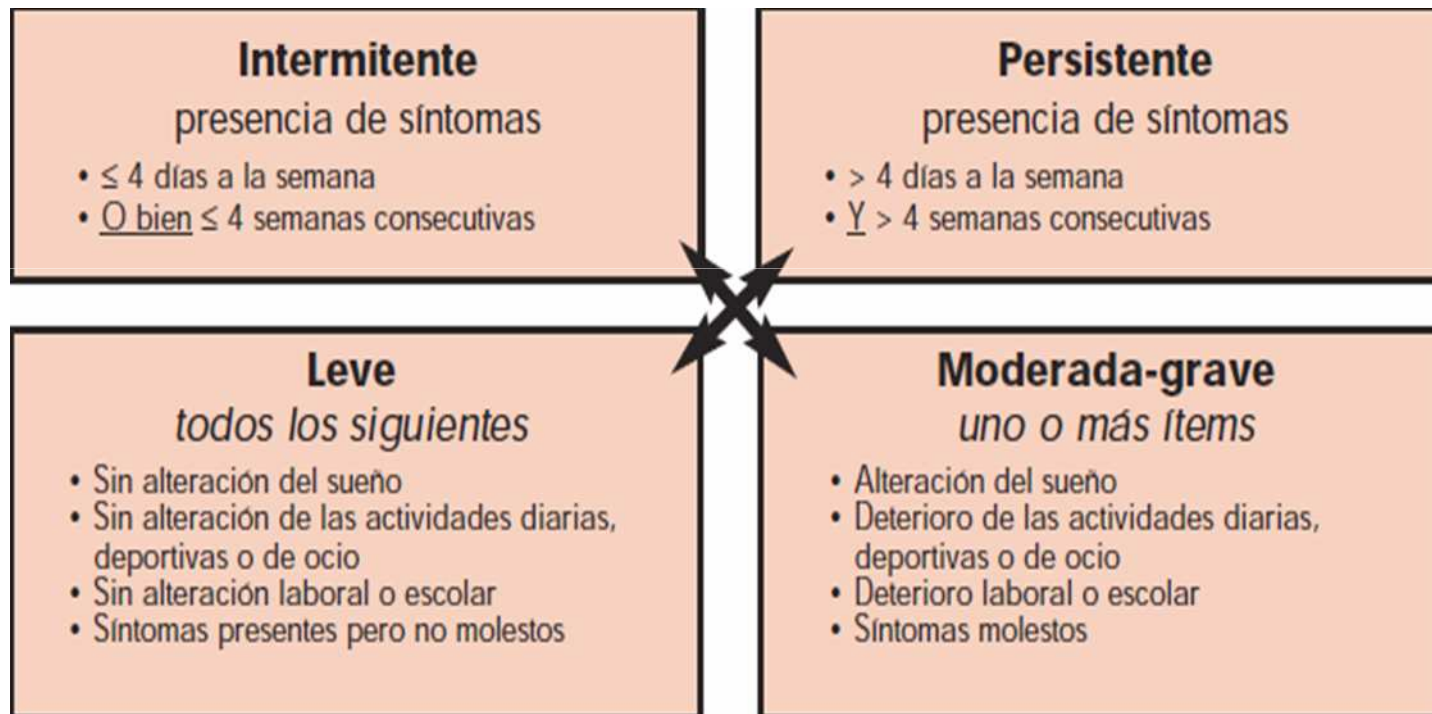 Intermitente
presencia de síntomas
• ≤ 4 días a la semana
• O bien ≤ 4 semanas consecutivas
Persistente
presencia de síntomas
• > 4 días a la semana
• Y > 4 semanas consecutivas
Leve
todos los siguientes
• Sin alteración del sueño
• Sin alteración de las actividades diarias,
deportivas o de ocio
• Sin alteración laboral o escolar
• Síntomas presentes pero no molestos
Moderada-grave
uno o más ítems
• Alteración del sueño
• Deterioro de las actividades diarias,
deportivas o de ocio
• Deterioro laboral o escolar
• Síntomas molestos